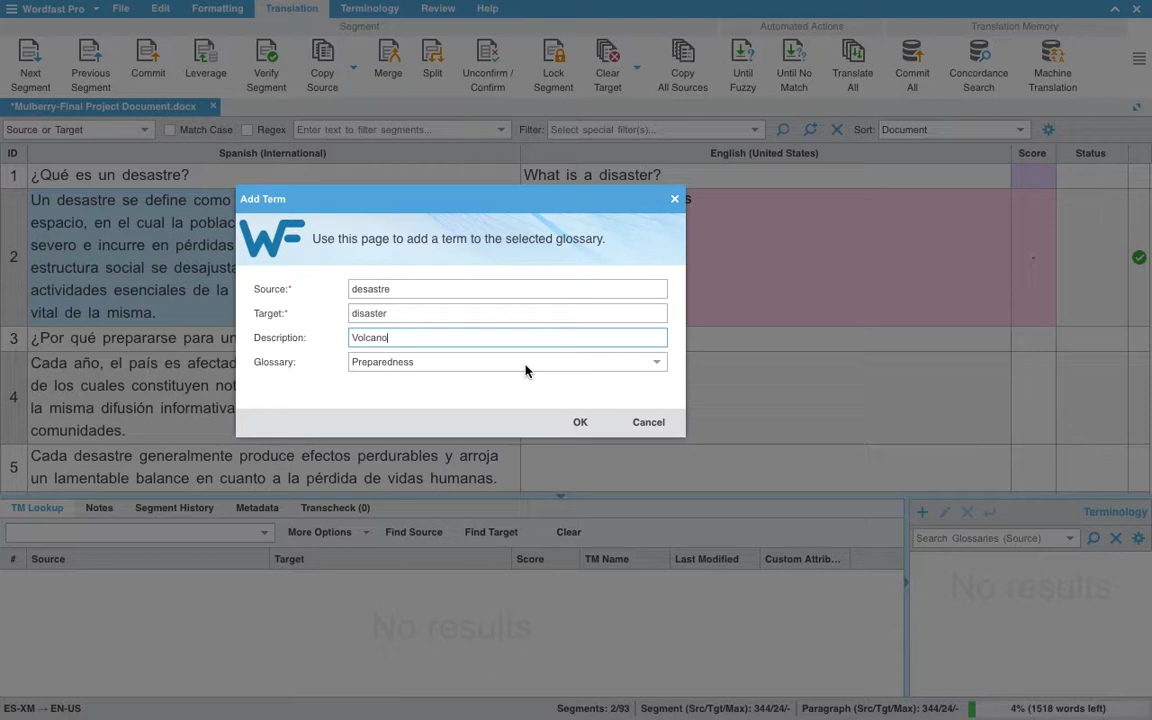 Wordfast Pro File Edit Formatting Translation Terminology Review Help
Segment Automated Actions Translation Memory
Next Segment Previous Segment Commit Leverage Verify Segment Copy Source Merge Split Unconfirm / Confirm Lock Segment Clear Target Copy All Sources Until Fuzzy Until No Match Translate All Commit All Concordance Search Machine Translation
*Mulberry-Final Project Document.docx
Source or Target Match Case Regex Enter text to filter segments... Filter: Select special filter(s)... Sort: Document
ID Spanish (International) English (United States) Score Status
1 ¿Qué es un desastre? What is a disaster?
Un desastre se define como
espacio, en el cual la poblac
severo e incurre en pérdidas
2 estructura social se desajusta
actividades esenciales de la
vital de la misma.
s
-
3 ¿Por qué prepararse para un
Cada año, el país es afectad
de los cuales constituyen not
4 la misma difusión informativa
comunidades.
5 Cada desastre generalmente produce efectos perdurables y arroja
un lamentable balance en cuanto a la pérdida de vidas humanas.
Add Term
WF Use this page to add a term to the selected glossary.
Source:* desastre
Target:* disaster
Description: Volcano
Glossary: Preparedness
OK Cancel
TM Lookup Notes Segment History Metadata Transcheck (0) Terminology
More Options Find Source Find Target Clear Search Glossaries (Source)
# Source Target Score TM Name Last Modified Custom Attrib...
No results No results
ES-XM → EN-US Segments: 2/93 Segment (Src/Tgt/Max): 344/24/- Paragraph (Src/Tgt/Max): 344/24/- 4% (1518 words left)